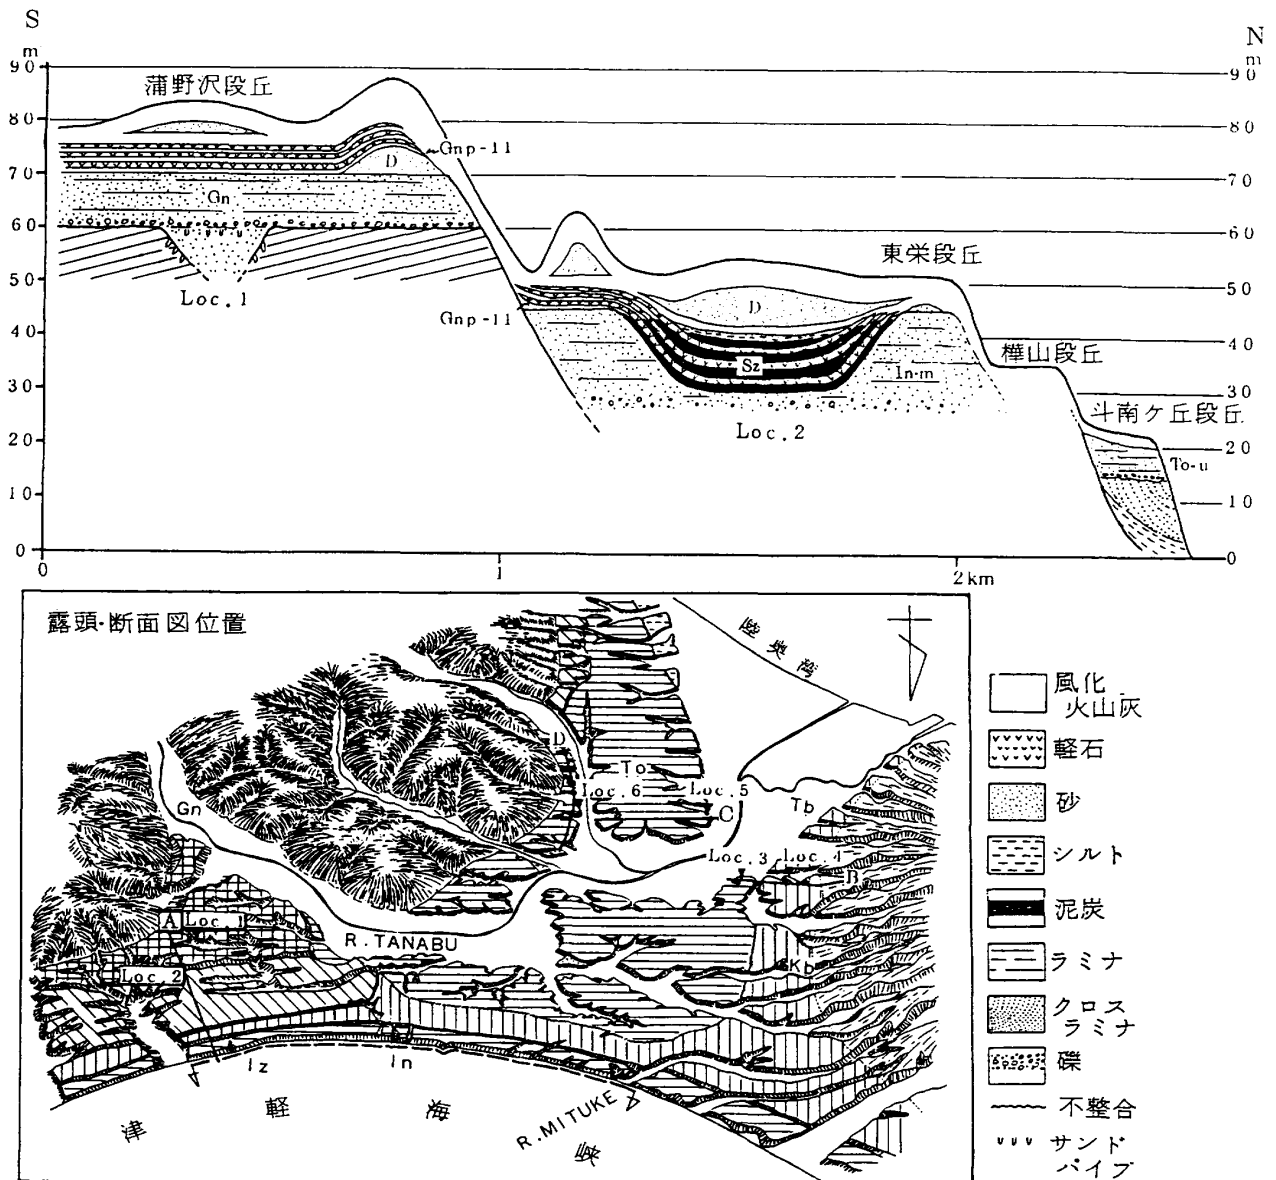 S
N
m
m
90
80
70
60
50
40
30
20
10
0
90
80
70
60
50
40
30
20
10
0
蒲野沢段丘
Gnp-11
D
Gn
Loc.1
東栄段丘
Gnp-11
D
Sz
In-m
Loc.2
樺山段丘
斗南ケ丘段丘
To-u
0
1
2km
露頭・断面図位置
陸奥湾
D
To
Loc.6
Loc.5
C
Tb
Gn
Loc.3
Loc.4
B
A
Loc.1
R.TANABU
Kb
Loc.2
Iz
In
R.MITUKE
津軽海峡
風化
火山灰
軽石
砂
シルト
泥炭
ラミナ
クロス
ラミナ
礫
不整合
サンド
パイプ